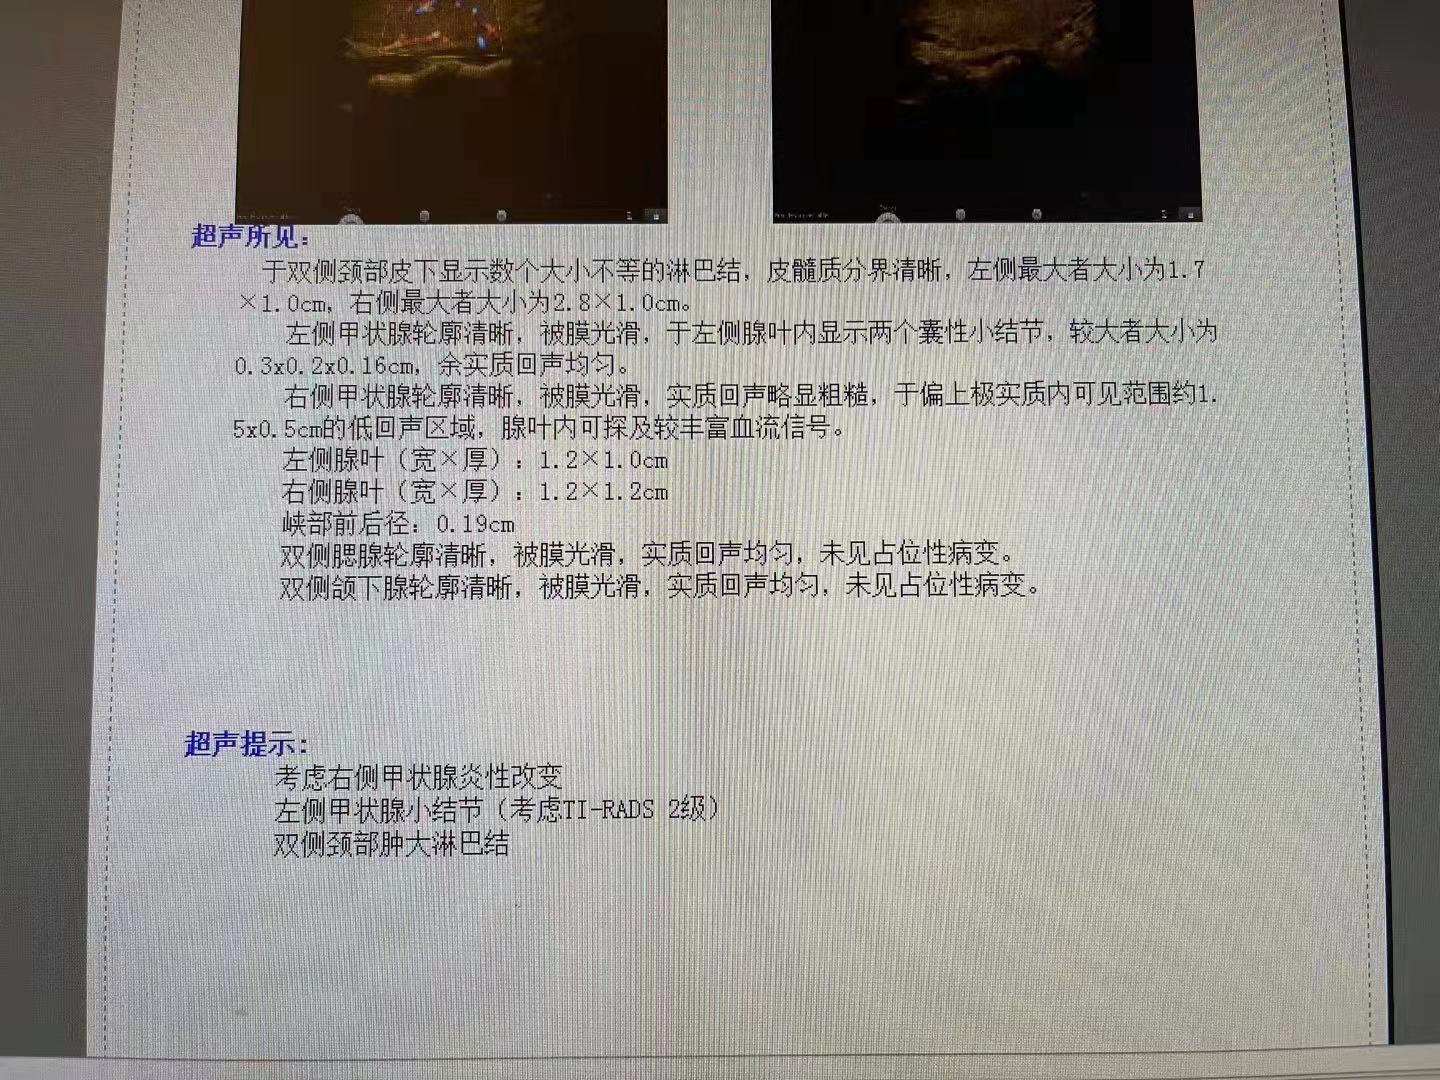 超声所见：
于双侧颈部皮下显示数个大小不等的淋巴结，皮髓质分界清晰，左侧最大者大小为1.7
×1.0cm，右侧最大者大小为2.8×1.0cm。
左侧甲状腺轮廓清晰，被膜光滑，于左侧腺叶内显示两个囊性小结节，较大者大小为
0.3x0.2x0.16cm，余实质回声均匀。
右侧甲状腺轮廓清晰，被膜光滑，实质回声略显粗糙，于偏上极实质内可见范围约1.
5x0.5cm的低回声区域，腺叶内可探及较丰富血流信号。
左侧腺叶（宽×厚）：1.2×1.0cm
右侧腺叶（宽×厚）：1.2×1.2cm
峡部前后径：0.19cm
双侧腮腺轮廓清晰，被膜光滑，实质回声均匀，未见占位性病变。
双侧颌下腺轮廓清晰，被膜光滑，实质回声均匀，未见占位性病变。
超声提示：
考虑右侧甲状腺炎性改变
左侧甲状腺小结节（考虑TI-RADS 2级）
双侧颈部肿大淋巴结